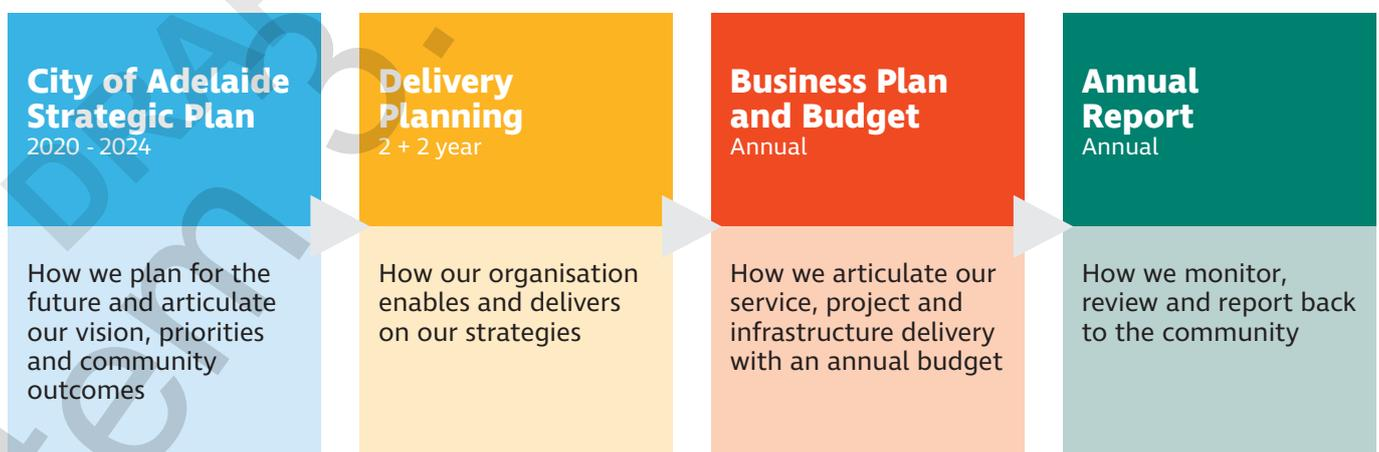 City of Adelaide
Strategic Plan
2020 - 2024
How we plan for the
future and articulate
our vision, priorities
and community
outcomes
Delivery
Planning
2 + 2 year
How our organisation
enables and delivers
on our strategies
Business Plan
and Budget
Annual
How we articulate our
service, project and
infrastructure delivery
with an annual budget
Annual
Report
Annual
How we monitor,
review and report back
to the community